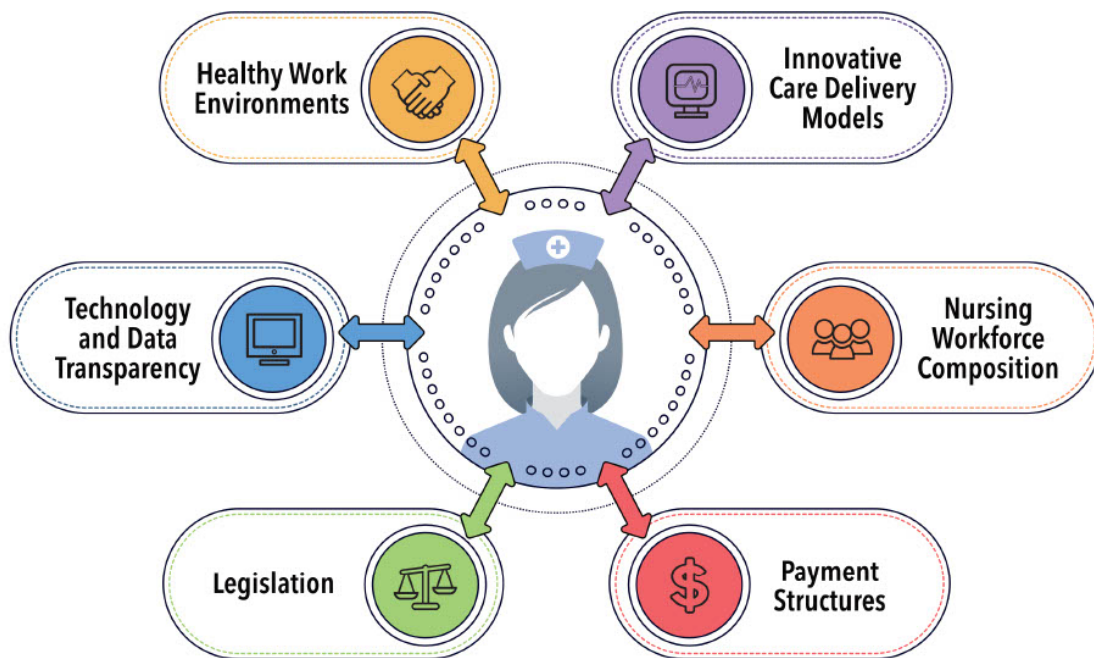 Healthy Work
Environments
Innovative
Care Delivery
Models
Technology
and Data
Transparency
Nursing
Workforce
Composition
Legislation
$
Payment
Structures